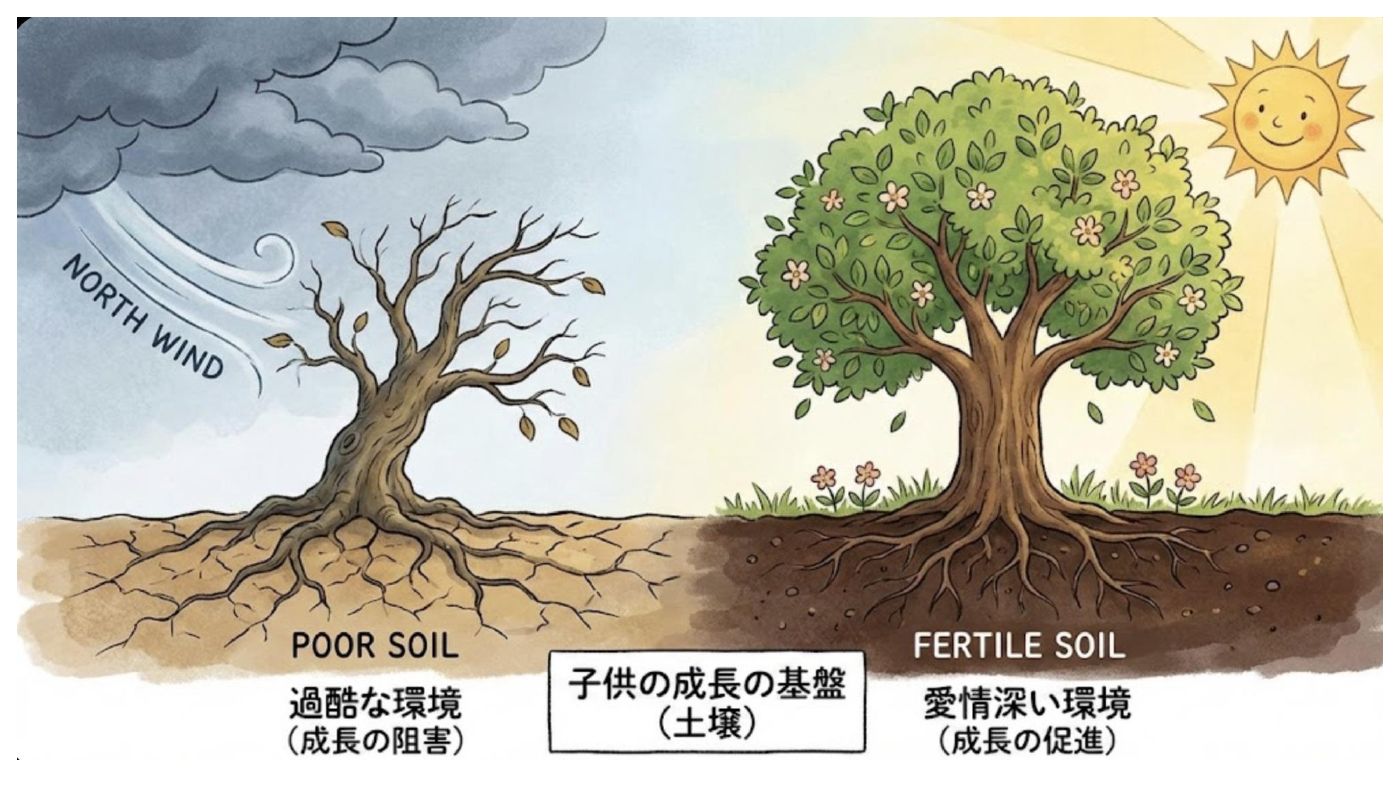 NORTH WIND
POOR SOIL
過酷な環境
（成長の阻害）
子供の成長の基盤
（土壌）
FERTILE SOIL
愛情深い環境
（成長の促進）